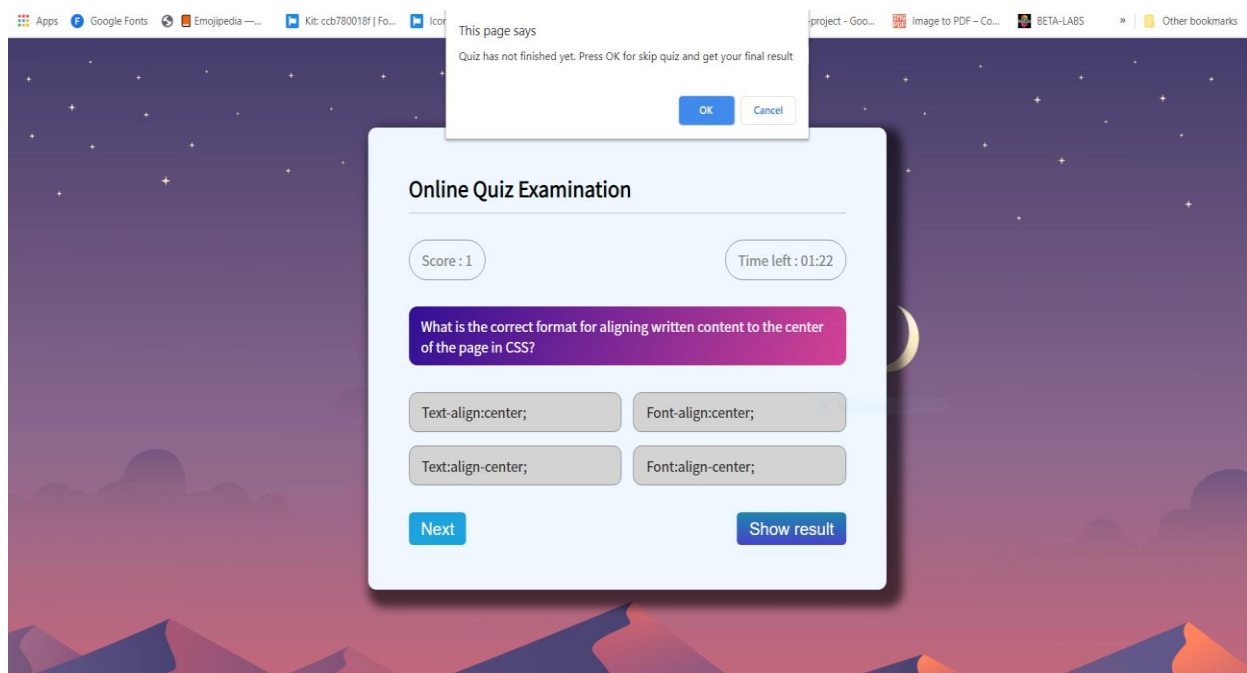 Apps Google Fonts Emojipedia —... Kit: ccb780018f | Fo... Icor -project - Goo... Image to PDF – Co... BETA-LABS » Other bookmarks
IMG
PDF
This page says
Quiz has not finished yet. Press OK for skip quiz and get your final result
OK Cancel
Online Quiz Examination
Score : 1 Time left : 01:22
What is the correct format for aligning written content to the center
of the page in CSS?
Text-align:center; Font-align:center;
Text:align-center; Font:align-center;
Next Show result